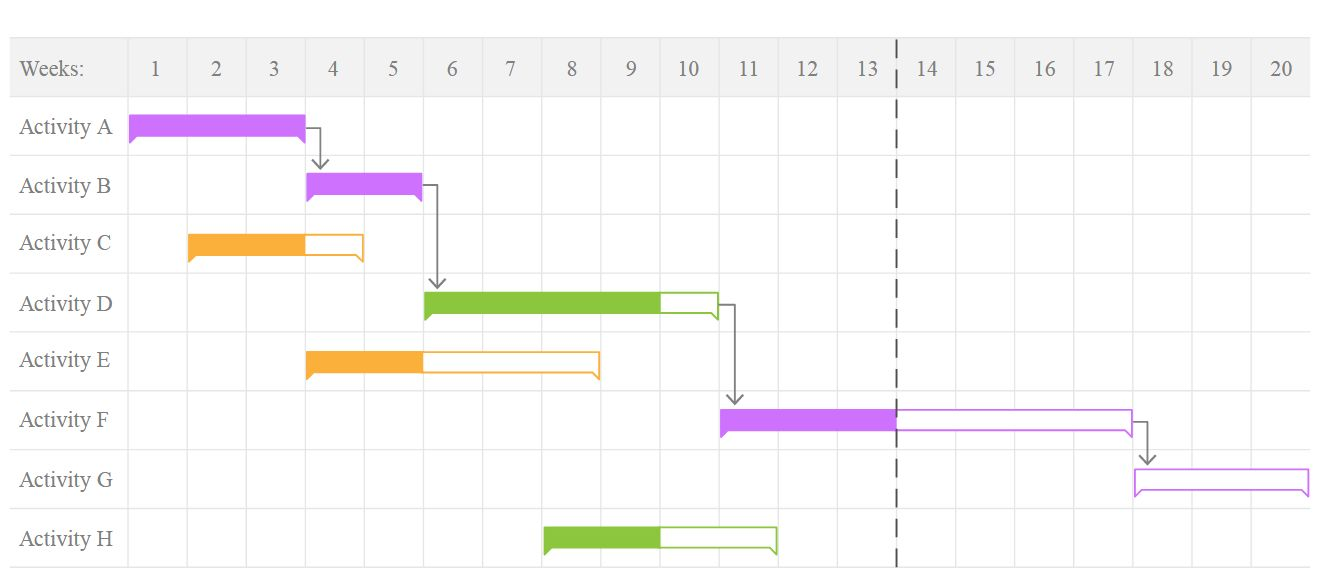 Weeks: 1 2 3 4 5 6 7 8 9 10 11 12 13 14 15 16 17 18 19 20
Activity A
Activity B
Activity C
Activity D
Activity E
Activity F
Activity G
Activity H